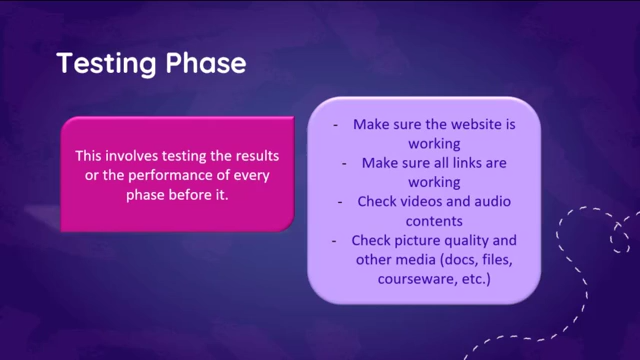 Testing Phase
This involves testing the results
or the performance of every
phase before it.
- Make sure the website is
working
- Make sure all links are
working
- Check videos and audio
contents
- Check picture quality and
other media (docs, files,
courseware, etc.)